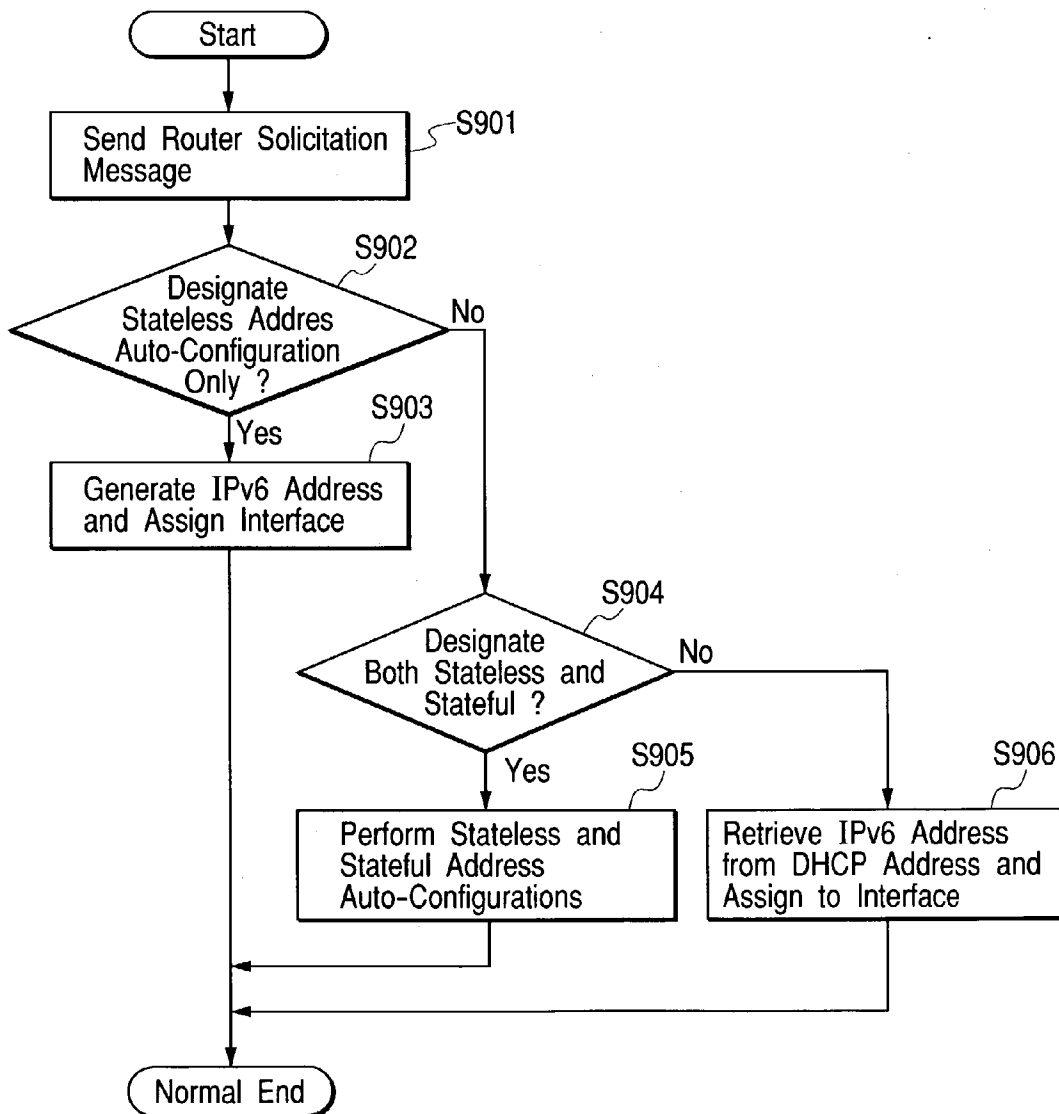 Start
S901
Send Router Solicitation
Message
S902
Designate
Stateless Addres
Auto-Configuration
Only ?
No
Yes
S903
Generate IPv6 Address
and Assign Interface
S904
Designate
Both Stateless and
Stateful ?
No
Yes
S905
Perform Stateless and
Stateful Address
Auto-Configurations
S906
Retrieve IPv6 Address
from DHCP Address and
Assign to Interface
Normal End